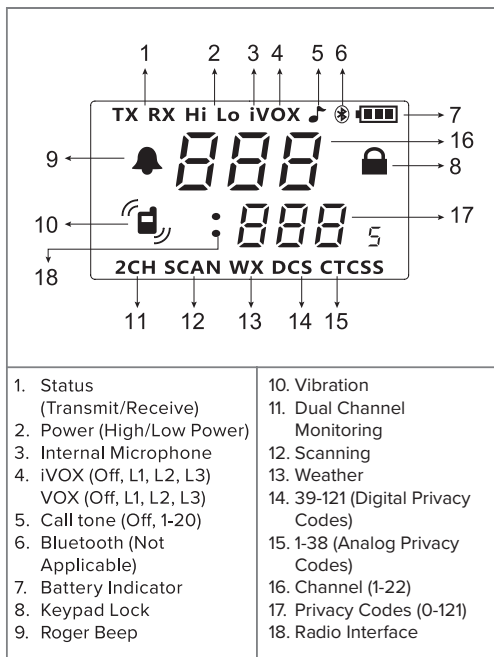 1 2 3 4 5 6
TX RX Hi Lo iVOX
7
888
16
9
8
10
:888 5
17
18
2CH SCAN WX DCS CTCSS
11 12 13 14 15
1. Status
(Transmit/Receive)
2. Power (High/Low Power)
3. Internal Microphone
4. iVOX (Off, L1, L2, L3)
VOX (Off, L1, L2, L3)
5. Call tone (Off, 1-20)
6. Bluetooth (Not
Applicable)
7. Battery Indicator
8. Keypad Lock
9. Roger Beep
10. Vibration
11. Dual Channel
Monitoring
12. Scanning
13. Weather
14. 39-121 (Digital Privacy
Codes)
15. 1-38 (Analog Privacy
Codes)
16. Channel (1-22)
17. Privacy Codes (0-121)
18. Radio Interface